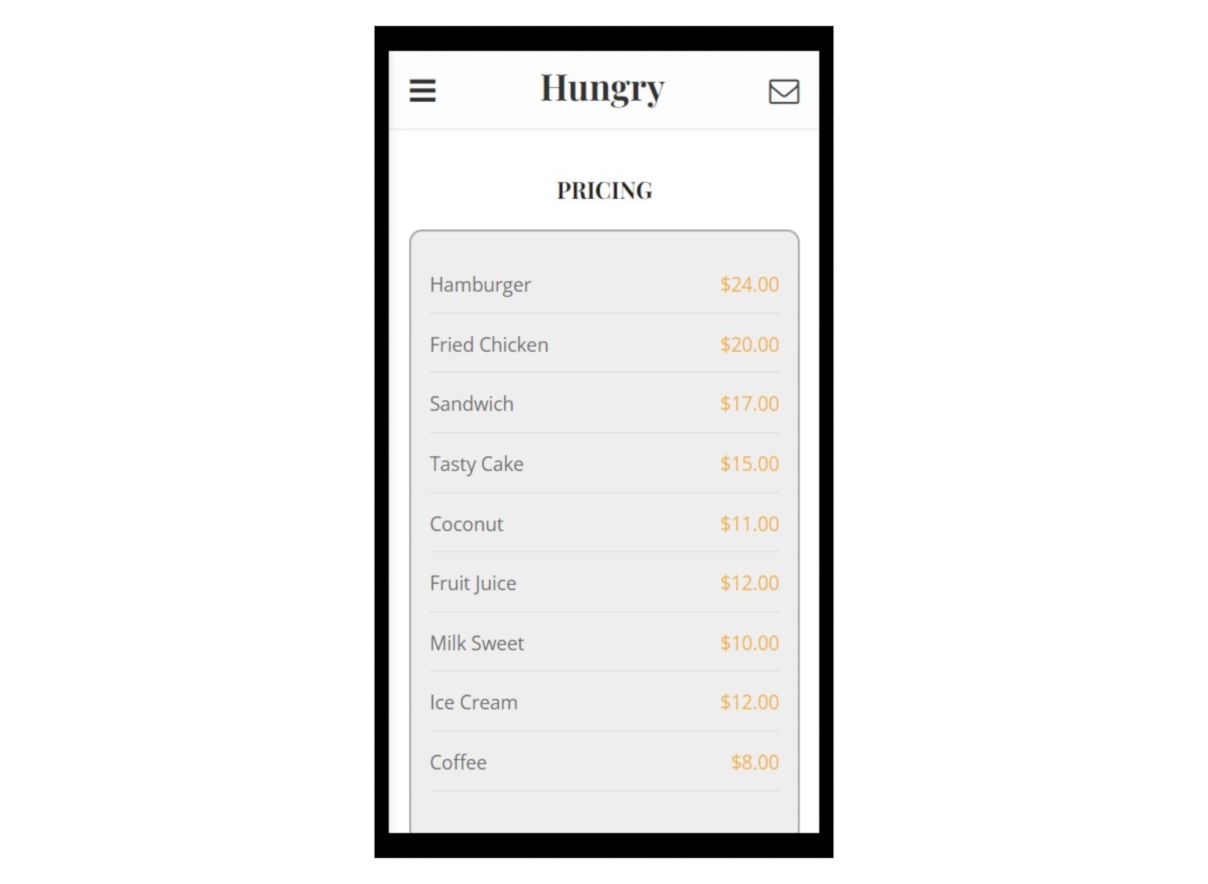 Hungry
PRICING
Hamburger $24.00
Fried Chicken $20.00
Sandwich $17.00
Tasty Cake $15.00
Coconut $11.00
Fruit Juice $12.00
Milk Sweet $10.00
Ice Cream $12.00
Coffee $8.00